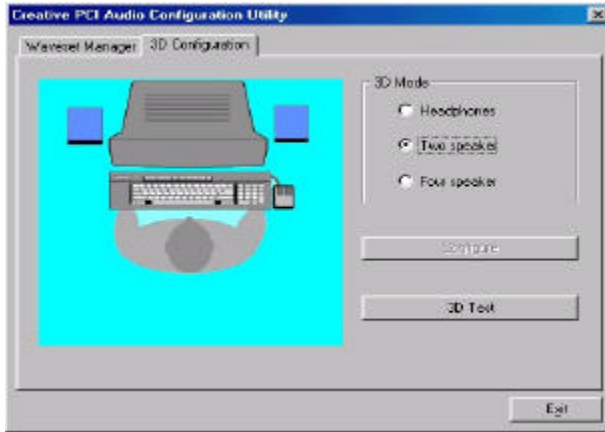 Creative PCI Audio Configuration Utility
Waveset Manager
3D Configuration
3D Mode
Headphones
Two speaker
Four speaker
Configure
3D Test
Exit